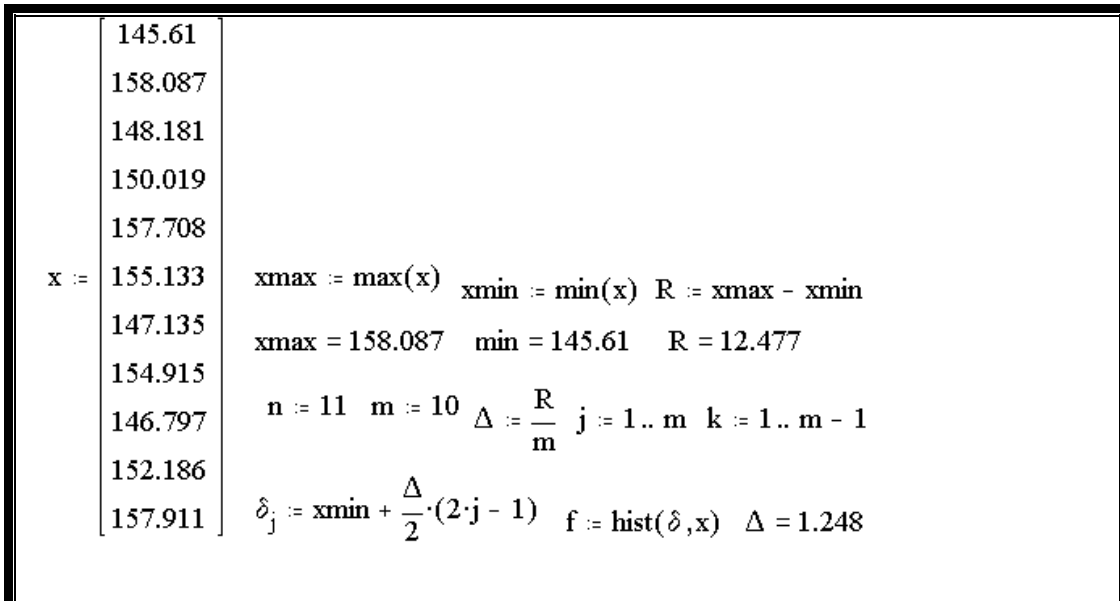 145.61
158.087
148.181
150.019
157.708
x := 155.133 xmax := max(x) xmin := min(x) R := xmax - xmin
147.135
xmax = 158.087 min = 145.61 R = 12.477
154.915
146.797
n := 11 m := 10 Δ := R/m j := 1 .. m k := 1 .. m - 1
152.186
157.911
δj := xmin + Δ/2·(2·j - 1) f := hist(δ,x) Δ = 1.248